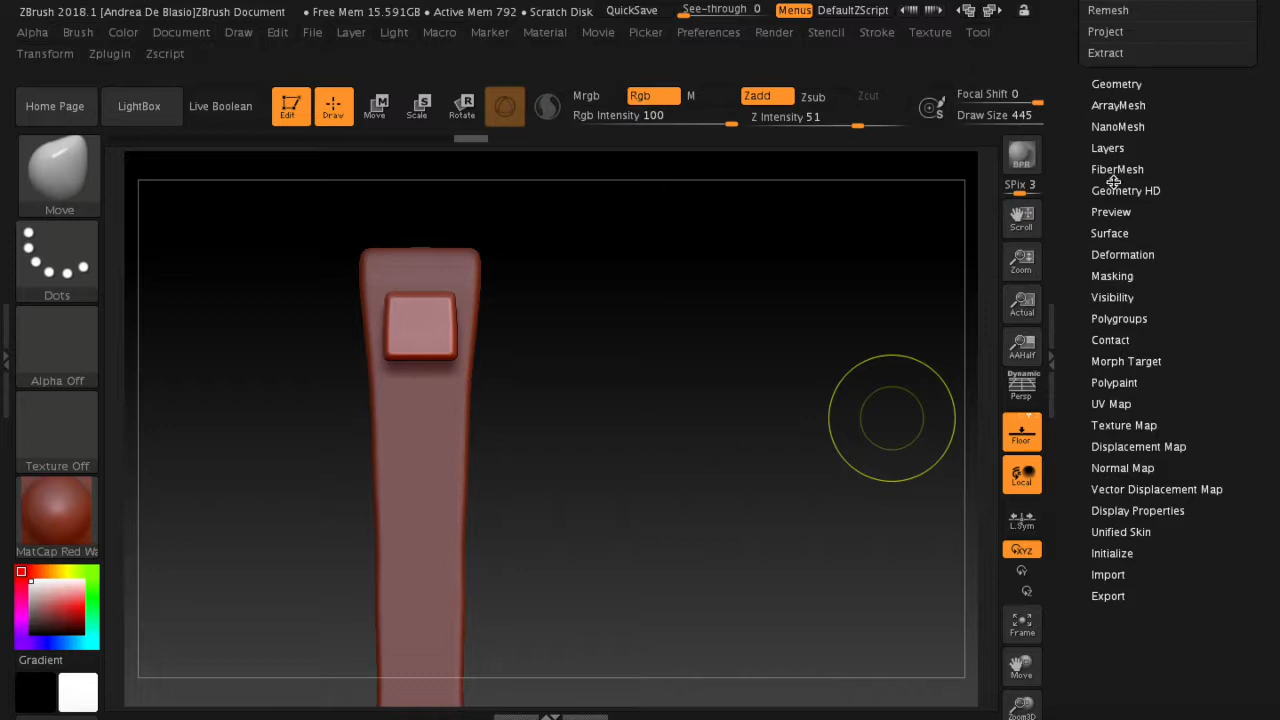 ZBrush 2018.1 [Andrea De Blasio]ZBrush Document
• Free Mem 15.591GB • Active Mem 792 • Scratch Disk
QuickSave
See-through 0
Menus
DefaultZScript
Alpha
Brush
Color
Document
Draw
Edit
File
Layer
Light
Macro
Marker
Material
Movie
Picker
Preferences
Render
Stencil
Stroke
Texture
Tool
Transform
Zplugin
Zscript
Home Page
LightBox
Live Boolean
Edit
Draw
Move
Scale
Rotate
Mrgb
Rgb
M
Rgb Intensity 100
Zadd
Zsub
Zcut
Z Intensity 51
Focal Shift 0
Draw Size 445
Move
Dots
Alpha Off
Texture Off
MatCap Red Wa
Gradient
BPR
SPix 3
Scroll
Zoom
Actual
AAHalf
Dynamic
Persp
Floor
Local
L.Sym
XYZ
Y
Z
Frame
Move
Zoom3D
Remesh
Project
Extract
Geometry
ArrayMesh
NanoMesh
Layers
FiberMesh
Geometry HD
Preview
Surface
Deformation
Masking
Visibility
Polygroups
Contact
Morph Target
Polypaint
UV Map
Texture Map
Displacement Map
Normal Map
Vector Displacement Map
Display Properties
Unified Skin
Initialize
Import
Export